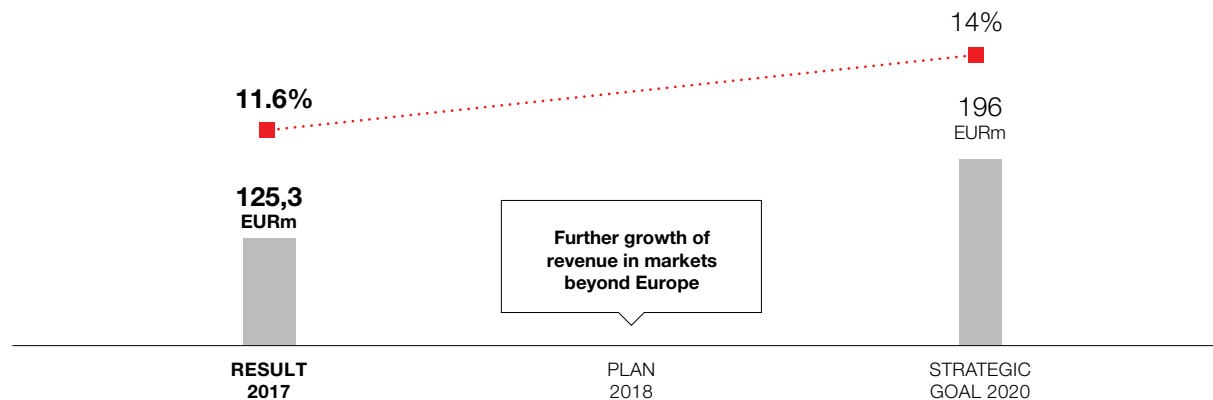 14%
11.6%
196
EURm
125,3
EURm
Further growth of
revenue in markets
beyond Europe
RESULT
2017
PLAN
2018
STRATEGIC
GOAL 2020